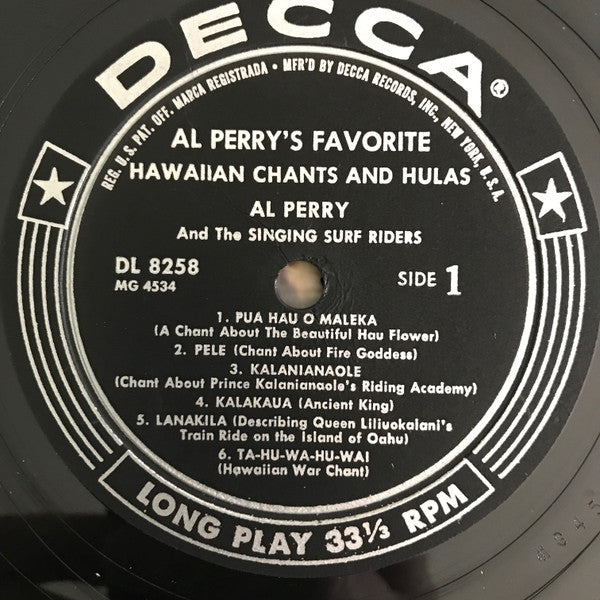 DECCA®
REG. U.S. PAT. OFF. MARCA REGISTRADA • MFR'D BY DECCA RECORDS, INC., NEW YORK, U.S.A.
AL PERRY'S FAVORITE
HAWAIIAN CHANTS AND HULAS
AL PERRY
And The SINGING SURF RIDERS
DL 8258
MG 4534
SIDE 1
1. PUA HAU O MALEKA
(A Chant About The Beautiful Hau Flower)
2. PELE (Chant About Fire Goddess)
3. KALANIANAOLE
(Chant About Prince Kalanianaole's Riding Academy)
4. KALAKAUA (Ancient King)
5. LANAKILA (Describing Queen Liliuokalani's
Train Ride on the Island of Oahu)
6. TA-HU-WA-HU-WAI
(Hawaiian War Chant)
LONG PLAY 33 1/3 RPM